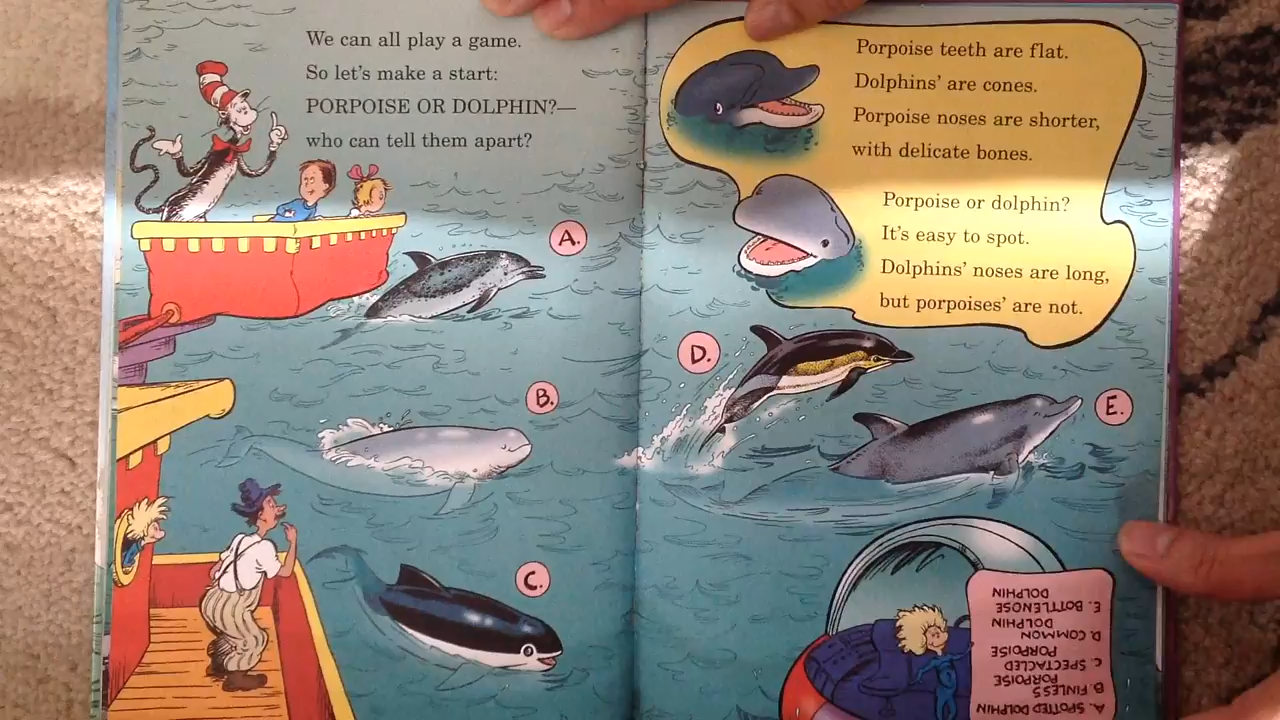 We can all play a game.
So let's make a start:
PORPOISE OR DOLPHIN?—
who can tell them apart?
A.
B.
C.
Porpoise teeth are flat.
Dolphins' are cones.
Porpoise noses are shorter,
with delicate bones.
Porpoise or dolphin?
It's easy to spot.
Dolphins' noses are long,
but porpoises' are not.
D.
E.
A. SPOTTED DOLPHIN
B. FINLESS
PORPOISE
C. SPECTACLED
PORPOISE
D. COMMON
DOLPHIN
E. BOTTLENOSE
DOLPHIN